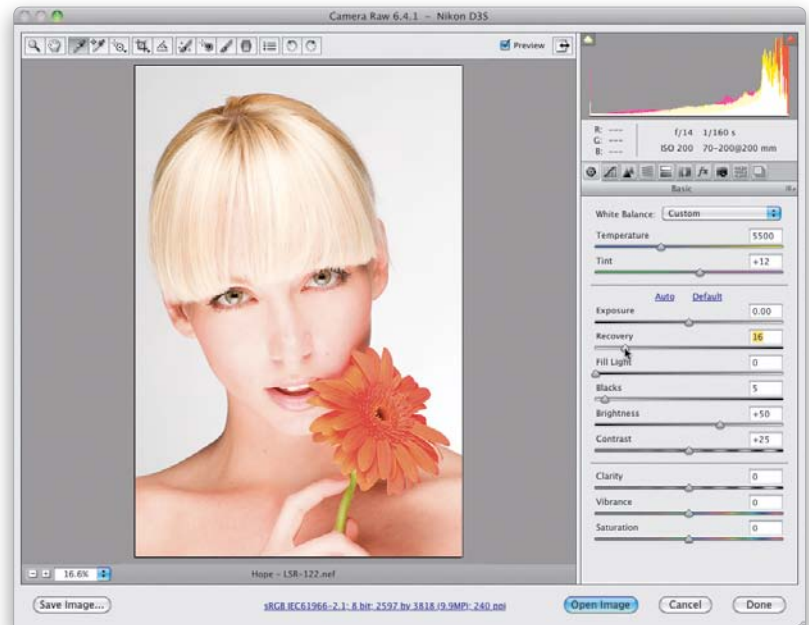 Camera Raw 6.4.1 – Nikon D3S
Preview
R: ---
G: ---
B: ---
f/14 1/160 s
ISO 200 70-200@200 mm
fx
Basic
White Balance: Custom
Temperature 5500
Tint +12
Auto Default
Exposure 0.00
Recovery 16
Fill Light 0
Blacks 5
Brightness +50
Contrast +25
Clarity 0
Vibrance 0
Saturation 0
16.6% Hope – LSR-122.nef
Save Image... sRGB IEC61966-2.1; 8 bit; 2597 by 3818 (9.9MP); 240 ppi Open Image Cancel Done